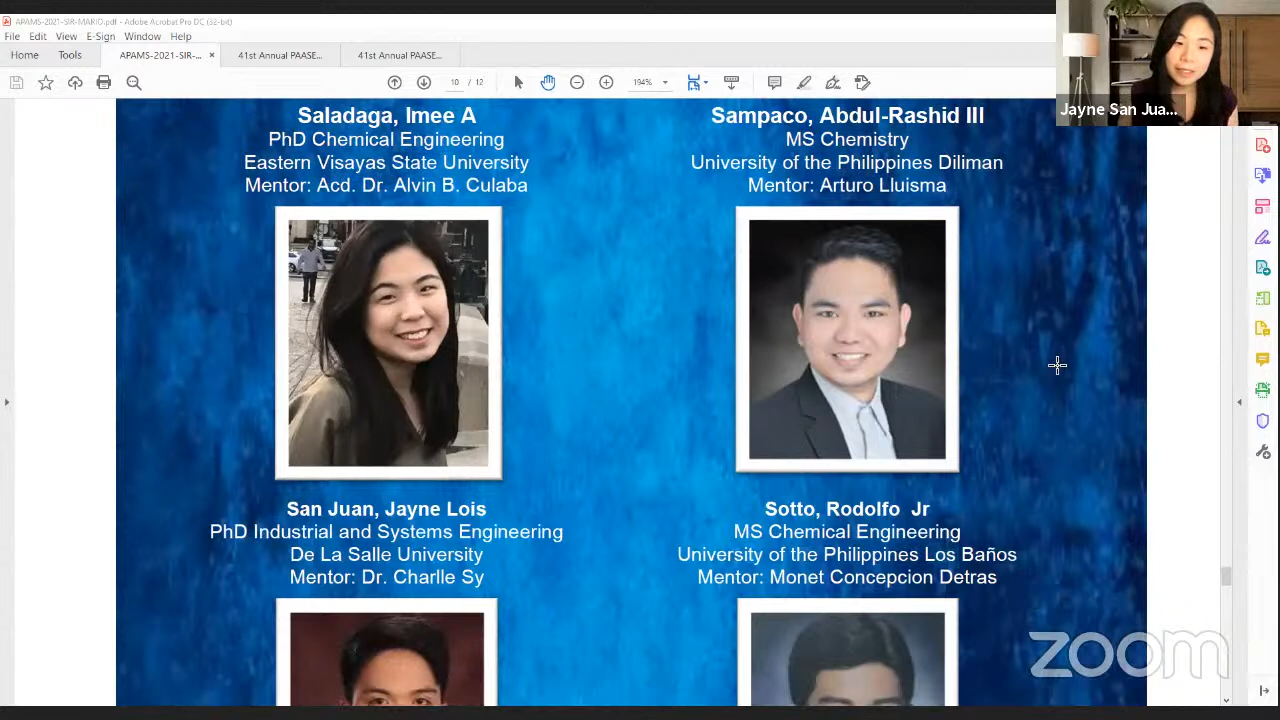 APAMS-2021-SIR-MARIO.pdf - Adobe Acrobat Pro DC (32-bit)
File Edit View E-Sign Window Help
Home Tools APAMS-2021-SIR-... × 41st Annual PAASE... 41st Annual PAASE...
10 / 12 194%
Jayne San Jua...
Saladaga, Imee A
PhD Chemical Engineering
Eastern Visayas State University
Mentor: Acd. Dr. Alvin B. Culaba
Sampaco, Abdul-Rashid III
MS Chemistry
University of the Philippines Diliman
Mentor: Arturo Lluisma
San Juan, Jayne Lois
PhD Industrial and Systems Engineering
De La Salle University
Mentor: Dr. Charlle Sy
Sotto, Rodolfo Jr
MS Chemical Engineering
University of the Philippines Los Baños
Mentor: Monet Concepcion Detras
zoom